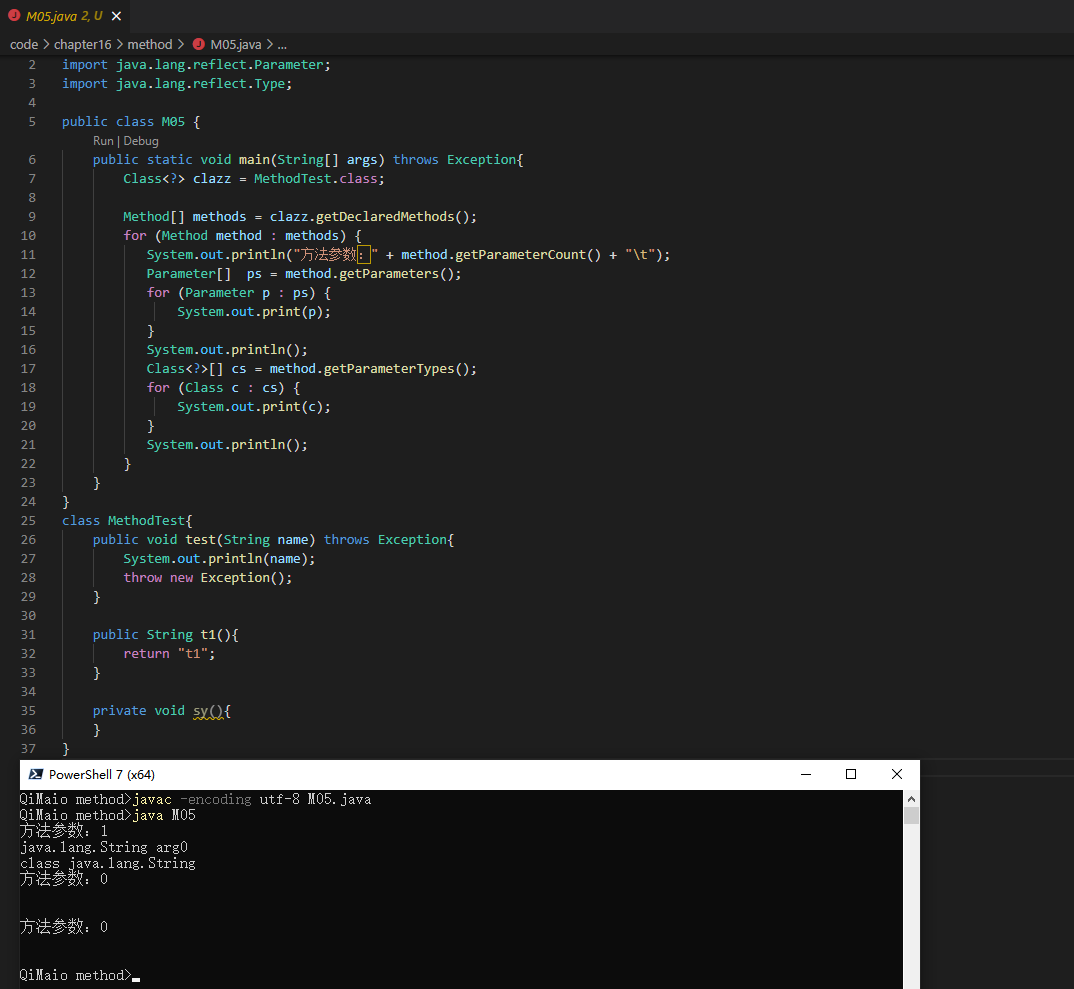 M05.java 2, U
code > chapter16 > method > M05.java > ...
2 import java.lang.reflect.Parameter;
3 import java.lang.reflect.Type;
4
5 public class M05 {
Run | Debug
6 public static void main(String[] args) throws Exception{
7 Class<?> clazz = MethodTest.class;
8
9 Method[] methods = clazz.getDeclaredMethods();
10 for (Method method : methods) {
11 System.out.println("方法参数：" + method.getParameterCount() + "\t");
12 Parameter[]  ps = method.getParameters();
13 for (Parameter p : ps) {
14 System.out.print(p);
15 }
16 System.out.println();
17 Class<?>[] cs = method.getParameterTypes();
18 for (Class c : cs) {
19 System.out.print(c);
20 }
21 System.out.println();
22 }
23 }
24 }
25 class MethodTest{
26 public void test(String name) throws Exception{
27 System.out.println(name);
28 throw new Exception();
29 }
30
31 public String t1(){
32 return "t1";
33 }
34
35 private void sy(){
36 }
37 }
PowerShell 7 (x64)
QiMaio method>javac -encoding utf-8 M05.java
QiMaio method>java M05
方法参数：1
java.lang.String arg0
class java.lang.String
方法参数：0
方法参数：0
QiMaio method>